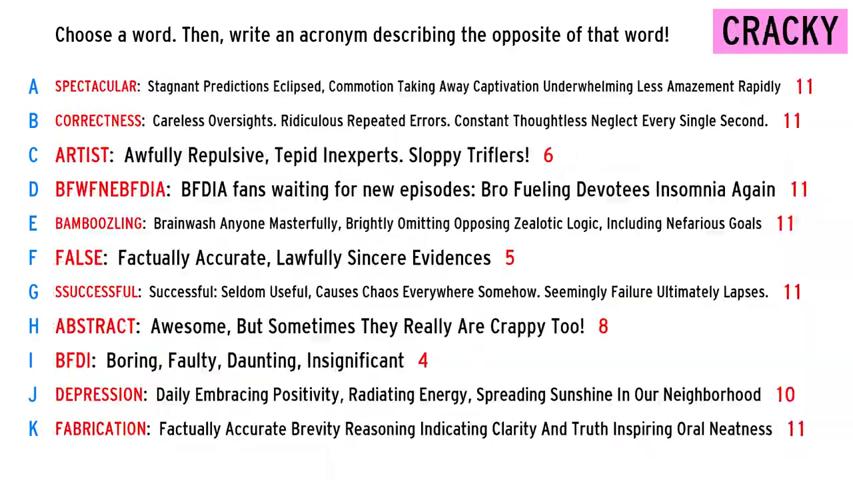 Choose a word. Then, write an acronym describing the opposite of that word!
CRACKY
A SPECTACULAR: Stagnant Predictions Eclipsed, Commotion Taking Away Captivation Underwhelming Less Amazement Rapidly 11
B CORRECTNESS: Careless Oversights. Ridiculous Repeated Errors. Constant Thoughtless Neglect Every Single Second. 11
C ARTIST: Awfully Repulsive, Tepid Inexperts. Sloppy Triflers! 6
D BFWFNEBFDIA: BFDIA fans waiting for new episodes: Bro Fueling Devotees Insomnia Again 11
E BAMBOOZLING: Brainwash Anyone Masterfully, Brightly Omitting Opposing Zealotic Logic, Including Nefarious Goals 11
F FALSE: Factually Accurate, Lawfully Sincere Evidences 5
G SSUCCESSFUL: Successful: Seldom Useful, Causes Chaos Everywhere Somehow. Seemingly Failure Ultimately Lapses. 11
H ABSTRACT: Awesome, But Sometimes They Really Are Crappy Too! 8
I BFDI: Boring, Faulty, Daunting, Insignificant 4
J DEPRESSION: Daily Embracing Positivity, Radiating Energy, Spreading Sunshine In Our Neighborhood 10
K FABRICATION: Factually Accurate Brevity Reasoning Indicating Clarity And Truth Inspiring Oral Neatness 11